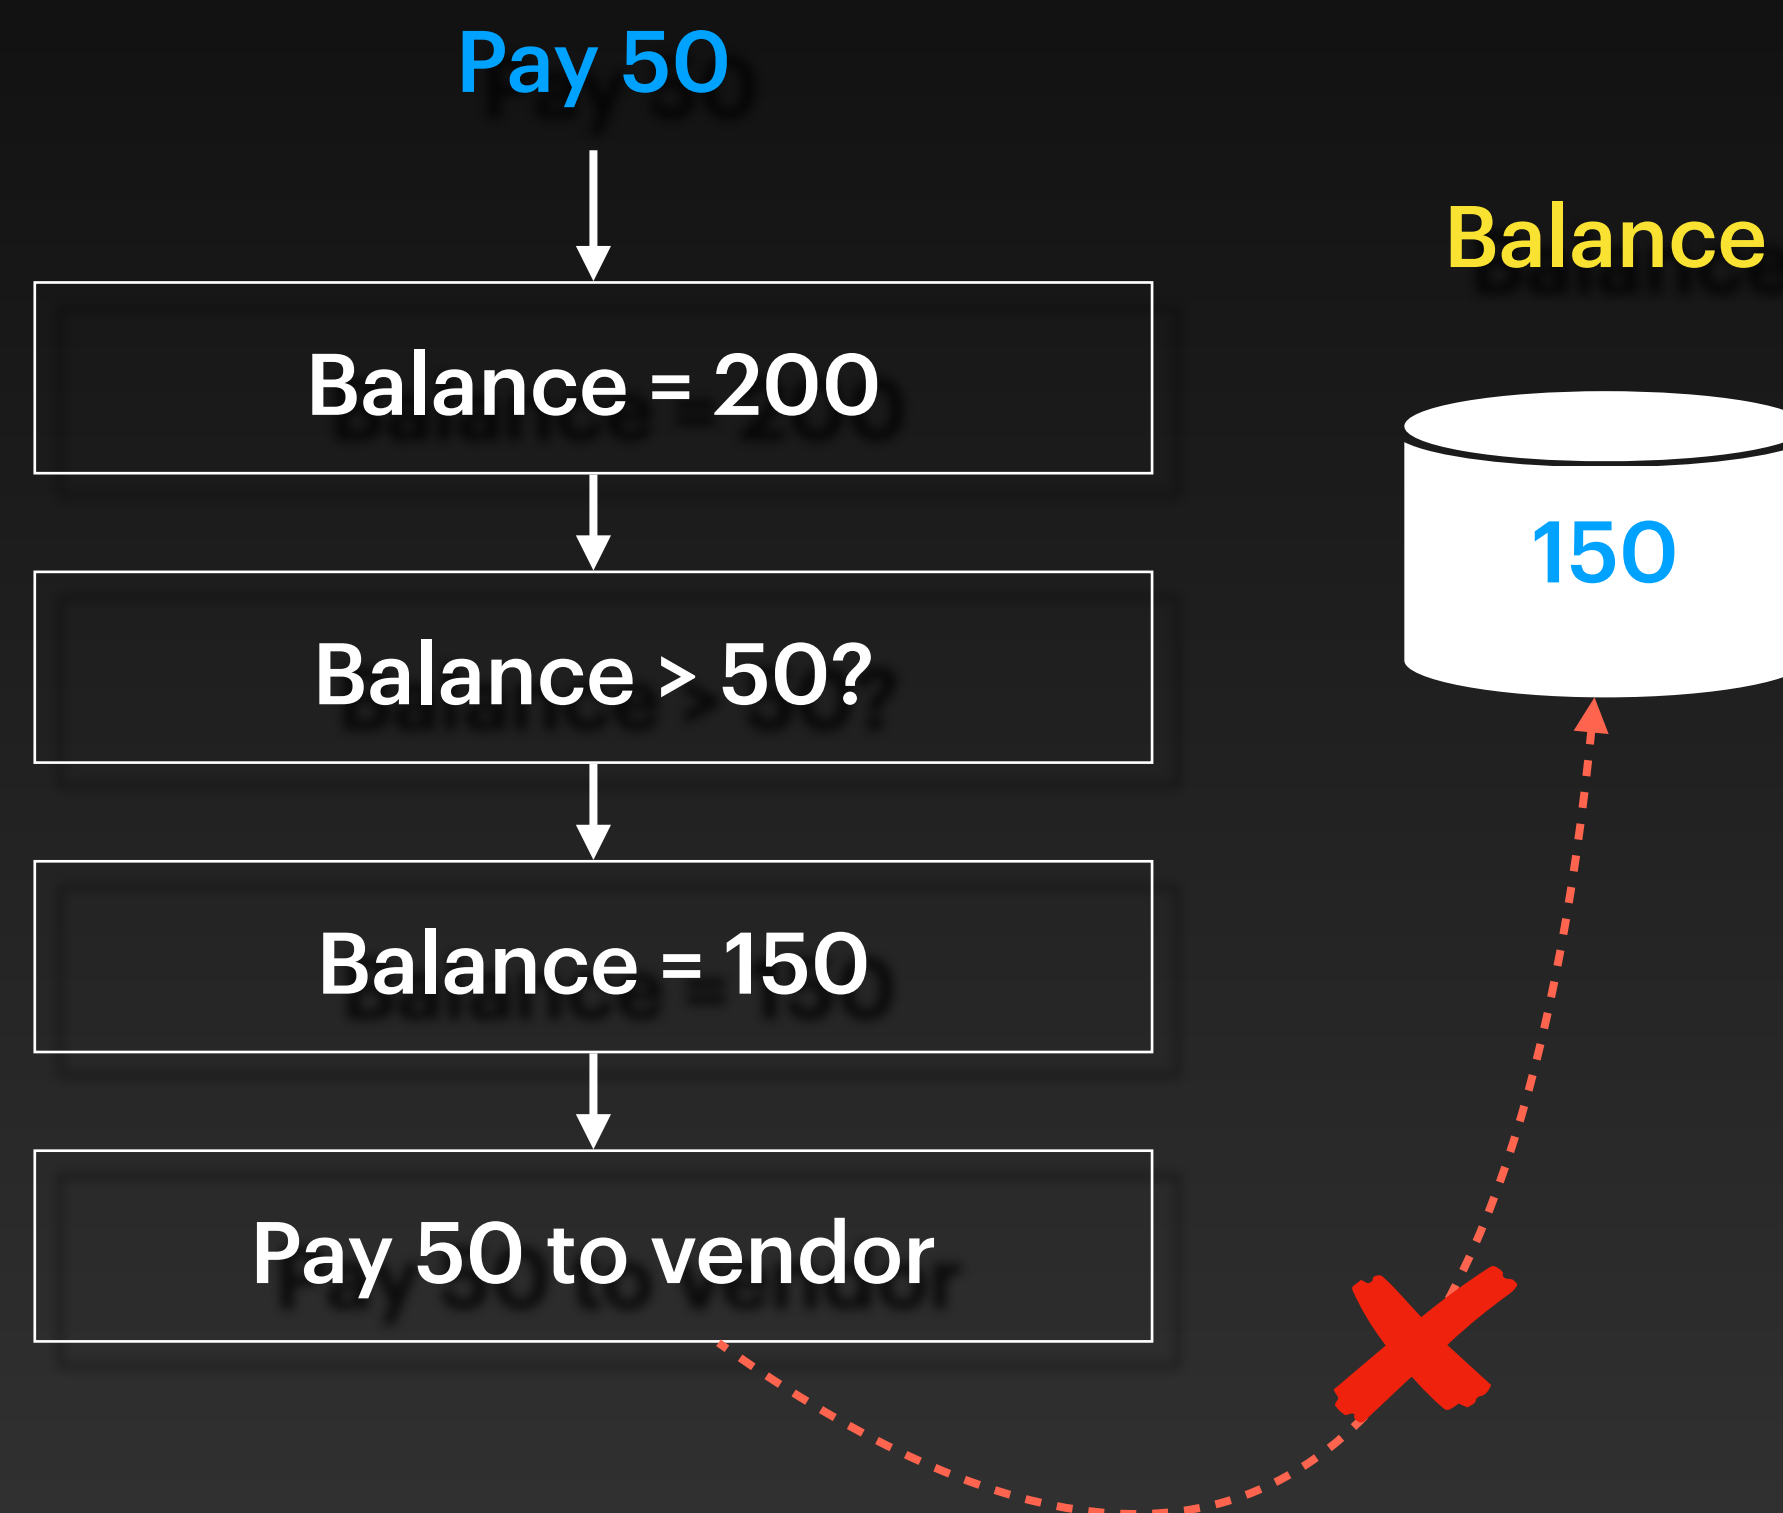 Pay 50
Balance
Balance = 200
150
Balance > 50?
Balance = 150
Pay 50 to vendor